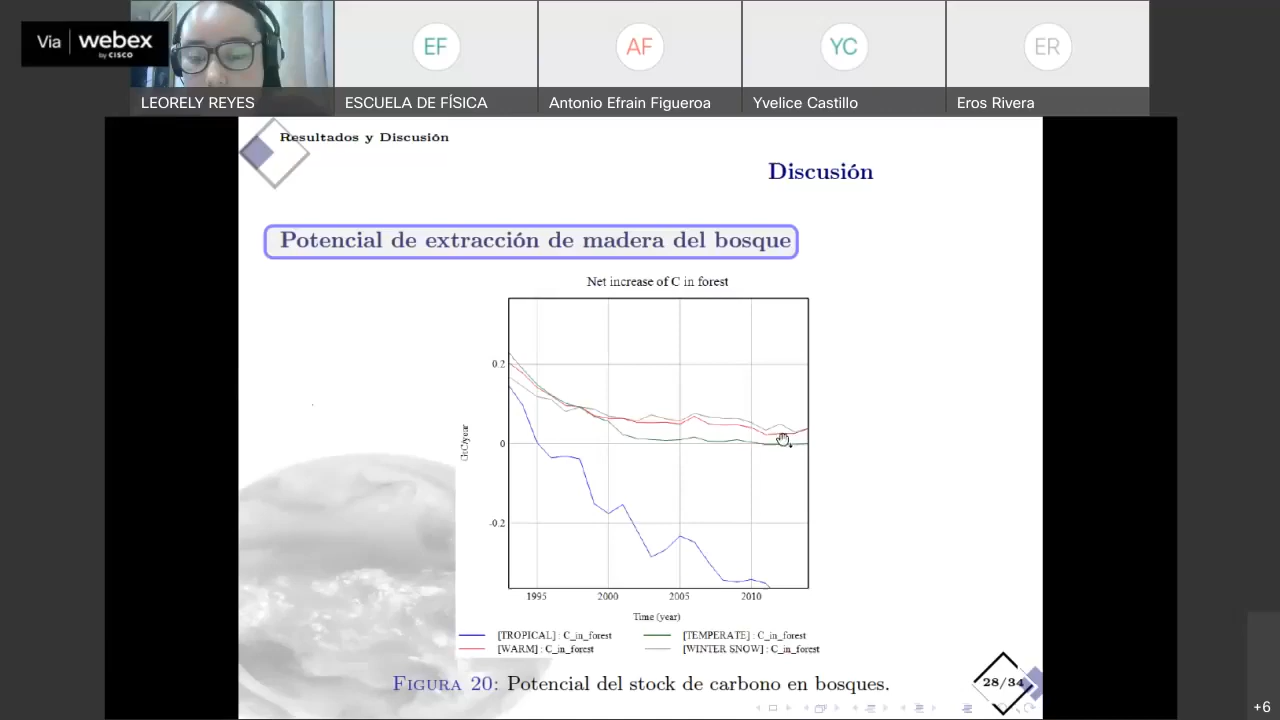 Via webex
by CISCO
EF
AF
YC
ER
LEORELY REYES
ESCUELA DE FÍSICA
Antonio Efrain Figueroa
Yvelice Castillo
Eros Rivera
Resultados y Discusión
Discusión
Potencial de extracción de madera del bosque
Net increase of C in forest
0.2
0
-0.2
GtC/year
1995
2000
2005
2010
Time (year)
[TROPICAL] : C_in_forest
[TEMPERATE] : C_in_forest
[WARM] : C_in_forest
[WINTER SNOW] : C_in_forest
FIGURA 20: Potencial del stock de carbono en bosques.
28/34
+6